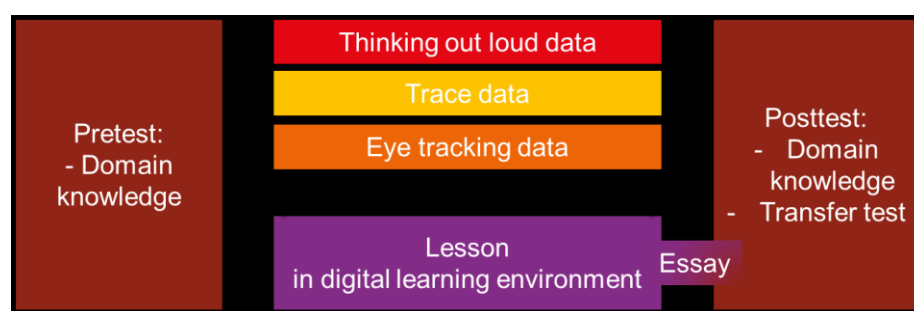 Pretest:
- Domain
knowledge
Thinking out loud data
Trace data
Eye tracking data
Lesson
in digital learning environment
Essay
Posttest:
- Domain
knowledge
- Transfer test